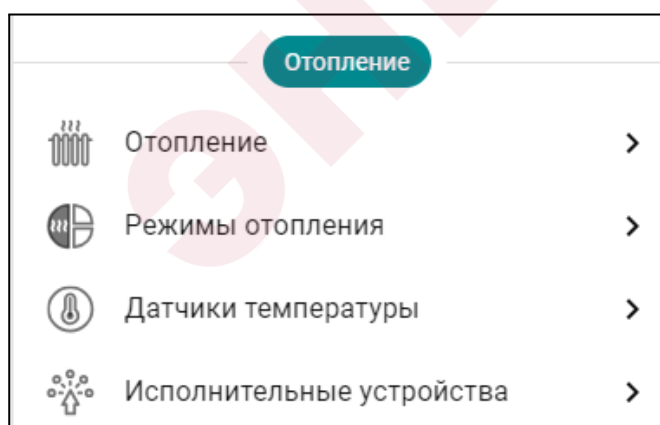 Отопление
Отопление
Режимы отопления
Датчики температуры
Исполнительные устройства